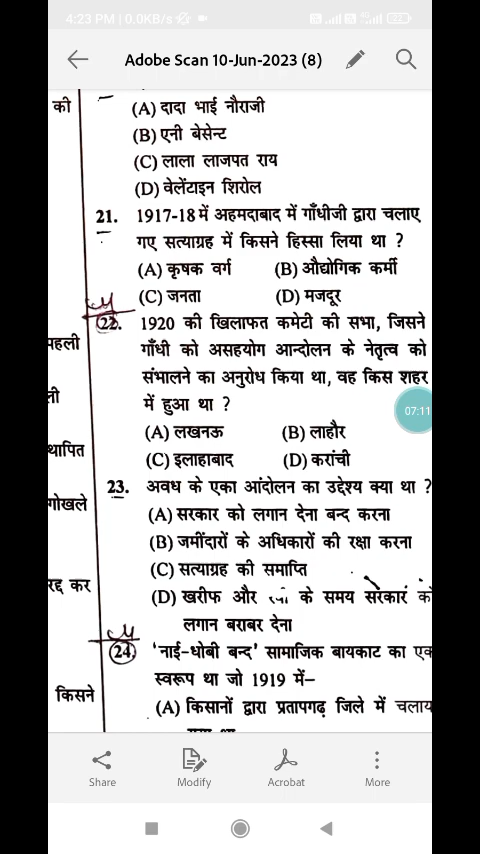 4:23 PM | 0.0KB/s
Adobe Scan 10-Jun-2023 (8)
की
(A) दादा भाई नौराजी
(B) एनी बेसेन्ट
(C) लाला लाजपत राय
(D) वेलेंटाइन शिरोल
21. 1917-18 में अहमदाबाद में गाँधीजी द्वारा चलाए
गए सत्याग्रह में किसने हिस्सा लिया था ?
(A) कृषक वर्ग (B) औद्योगिक कर्मी
(C) जनता (D) मजदूर
22. 1920 की खिलाफत कमेटी की सभा, जिसने
महली
गाँधी को असहयोग आन्दोलन के नेतृत्व को
संभालने का अनुरोध किया था, वह किस शहर
ती
में हुआ था ?
07:11
(A) लखनऊ (B) लाहौर
थापित
(C) इलाहाबाद (D) करांची
23. अवध के एका आंदोलन का उद्देश्य क्या था ?
गोखले
(A) सरकार को लगान देना बन्द करना
(B) जमींदारों के अधिकारों की रक्षा करना
(C) सत्याग्रह की समाप्ति
रद्द कर
(D) खरीफ और के समय सरकार को
लगान बराबर देना
24. 'नाई-धोबी बन्द' सामाजिक बायकाट का एक
स्वरूप था जो 1919 में–
किसने
(A) किसानों द्वारा प्रतापगढ़ जिले में चलाय
Share Modify Acrobat More